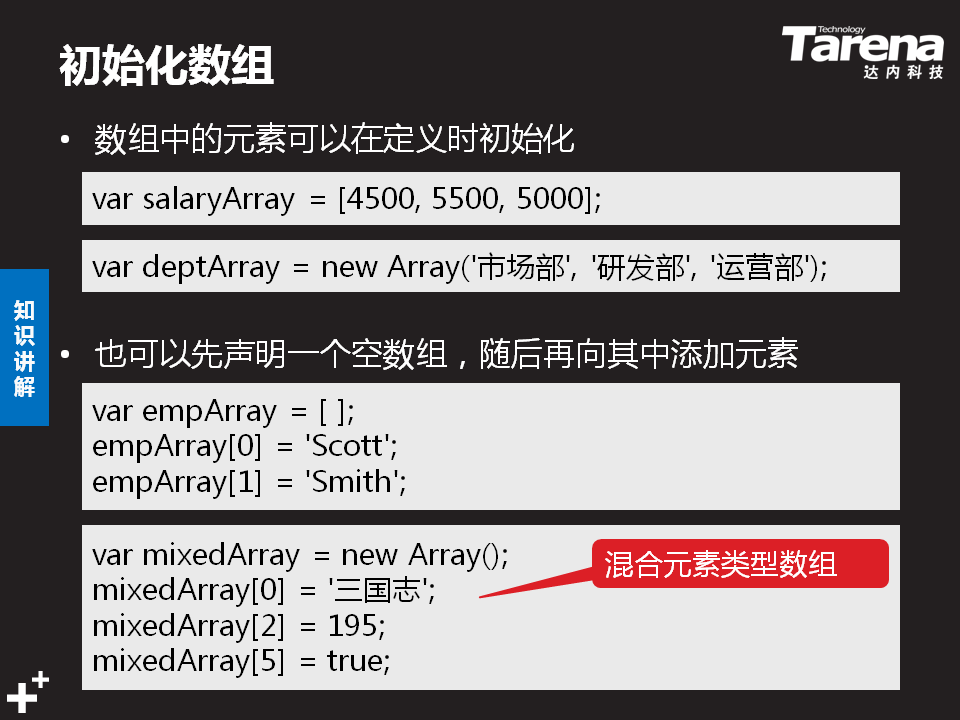 初始化数组
Technology
Tarena
达内科技
• 数组中的元素可以在定义时初始化
var salaryArray = [4500, 5500, 5000];
var deptArray = new Array('市场部', '研发部', '运营部');
知识讲解
• 也可以先声明一个空数组，随后再向其中添加元素
var empArray = [ ];
empArray[0] = 'Scott';
empArray[1] = 'Smith';
var mixedArray = new Array();
混合元素类型数组
mixedArray[0] = '三国志';
mixedArray[2] = 195;
mixedArray[5] = true;